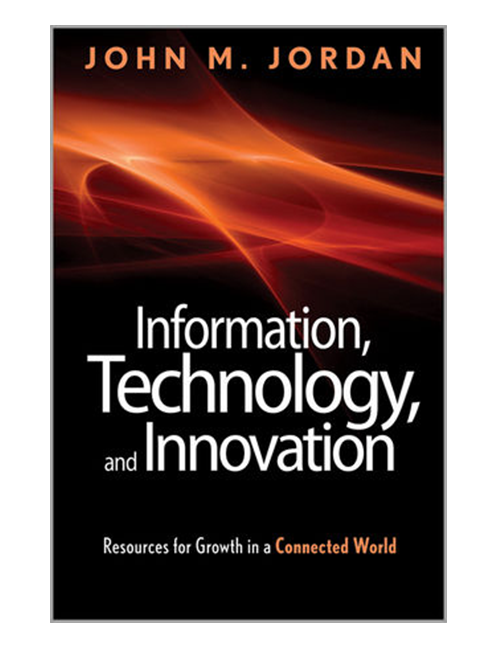 JOHN M. JORDAN
Information,
Technology,
and Innovation
Resources for Growth in a Connected World